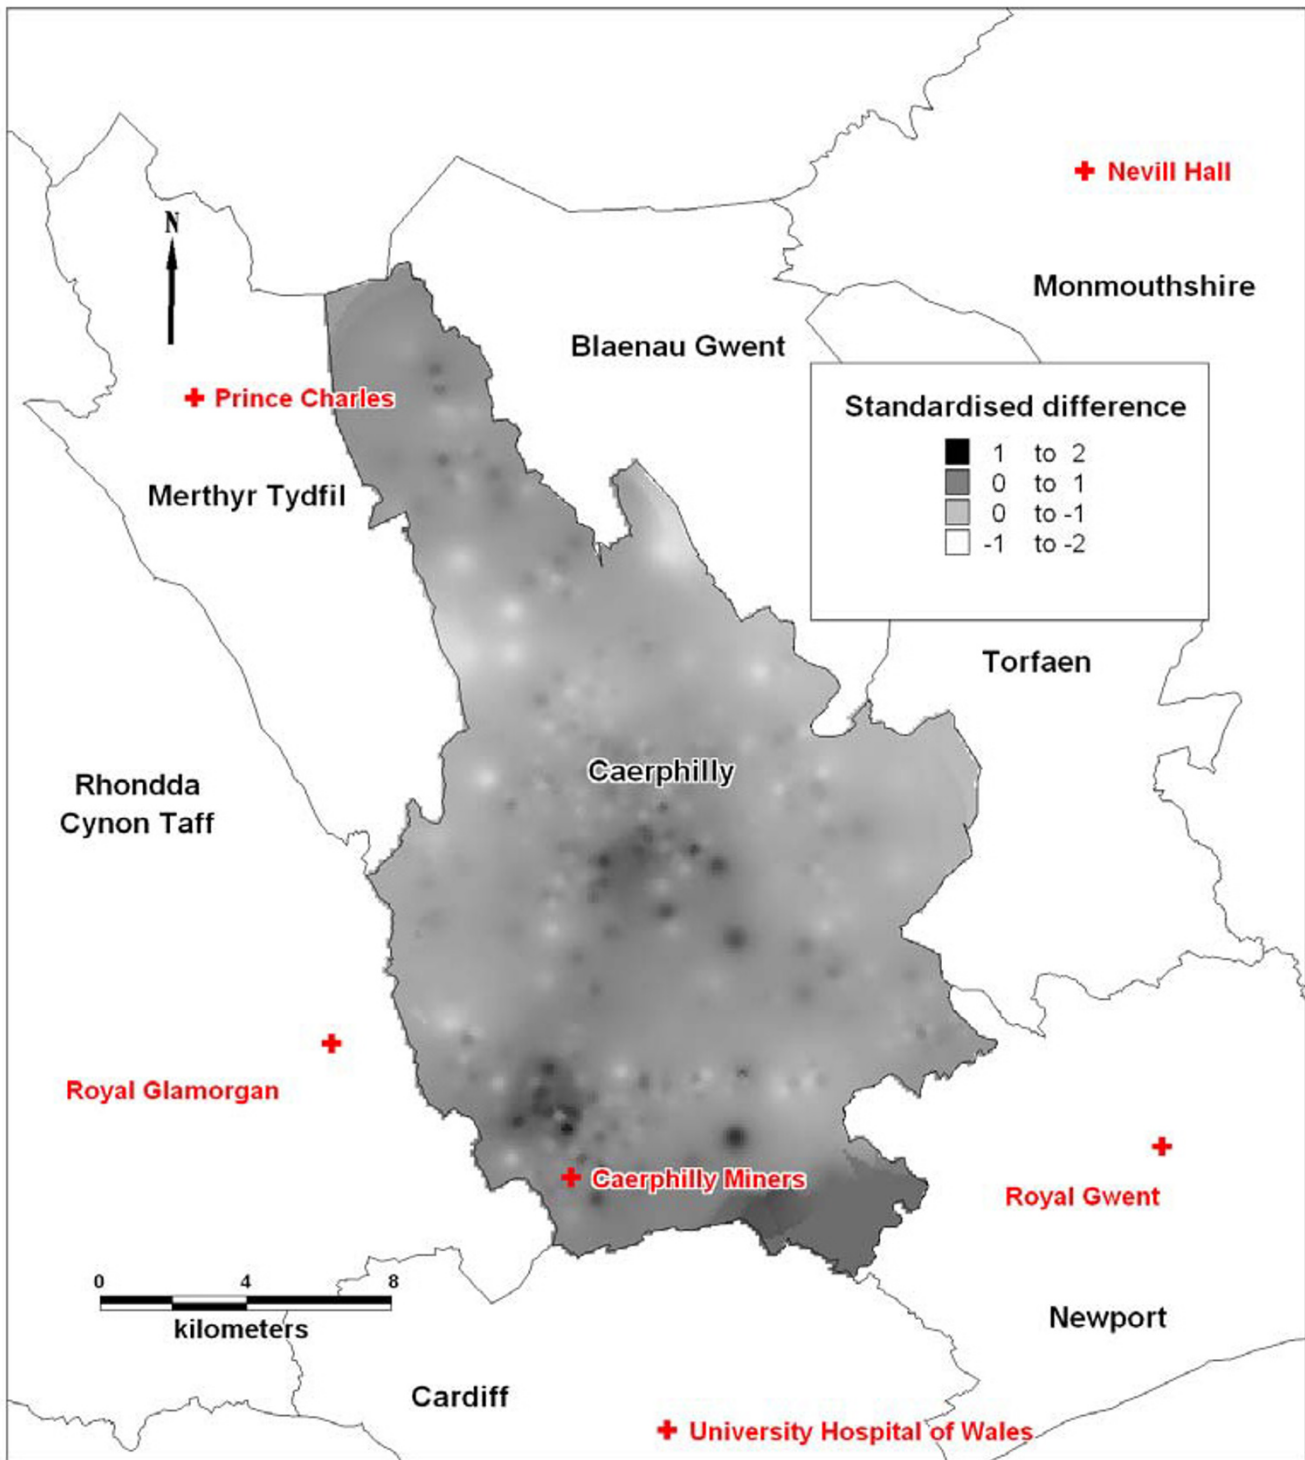 Nevill Hall
N
Monmouthshire
Blaenau Gwent
Prince Charles
Standardised difference
1 to 2
0 to 1
0 to -1
-1 to -2
Merthyr Tydfil
Torfaen
Caerphilly
Rhondda
Cynon Taff
Royal Glamorgan
Caerphilly Miners
Royal Gwent
0 4 8
kilometers
Newport
Cardiff
University Hospital of Wales